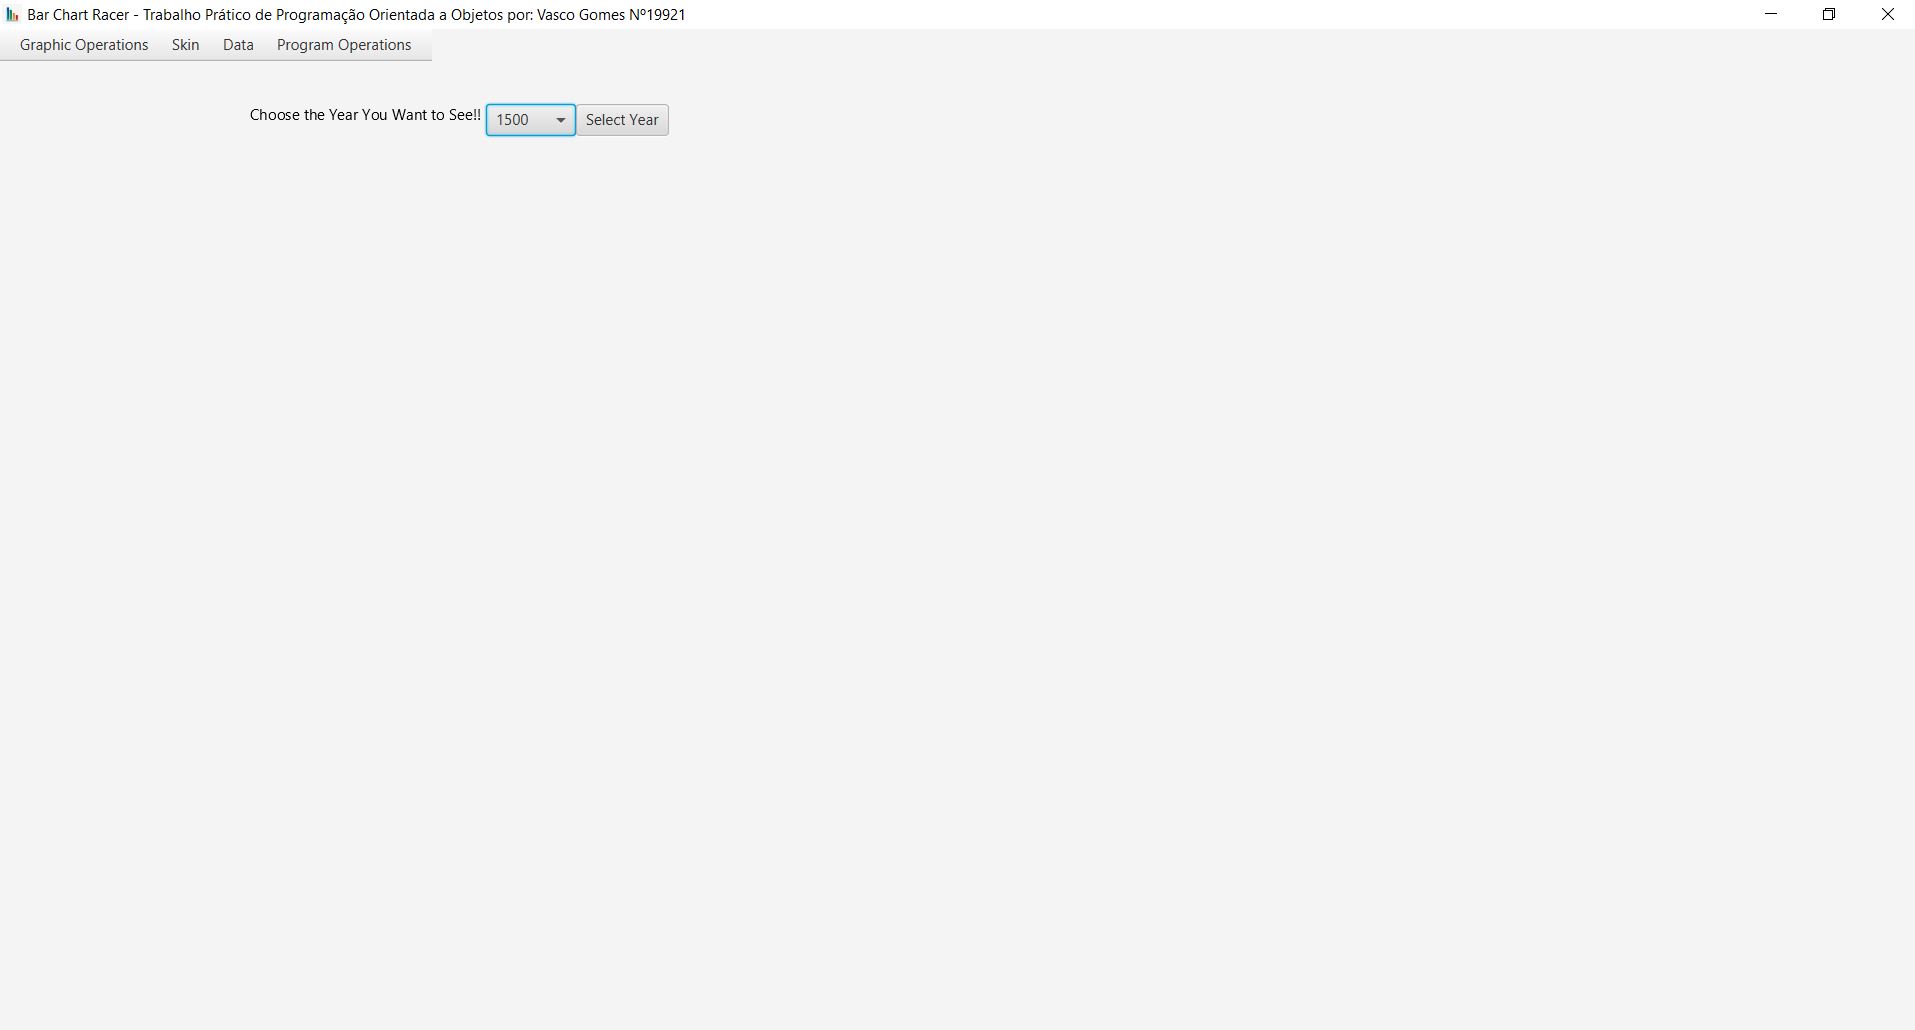 Bar Chart Racer - Trabalho Prático de Programação Orientada a Objetos por: Vasco Gomes Nº19921
Graphic Operations Skin Data Program Operations
Choose the Year You Want to See!! 1500 Select Year